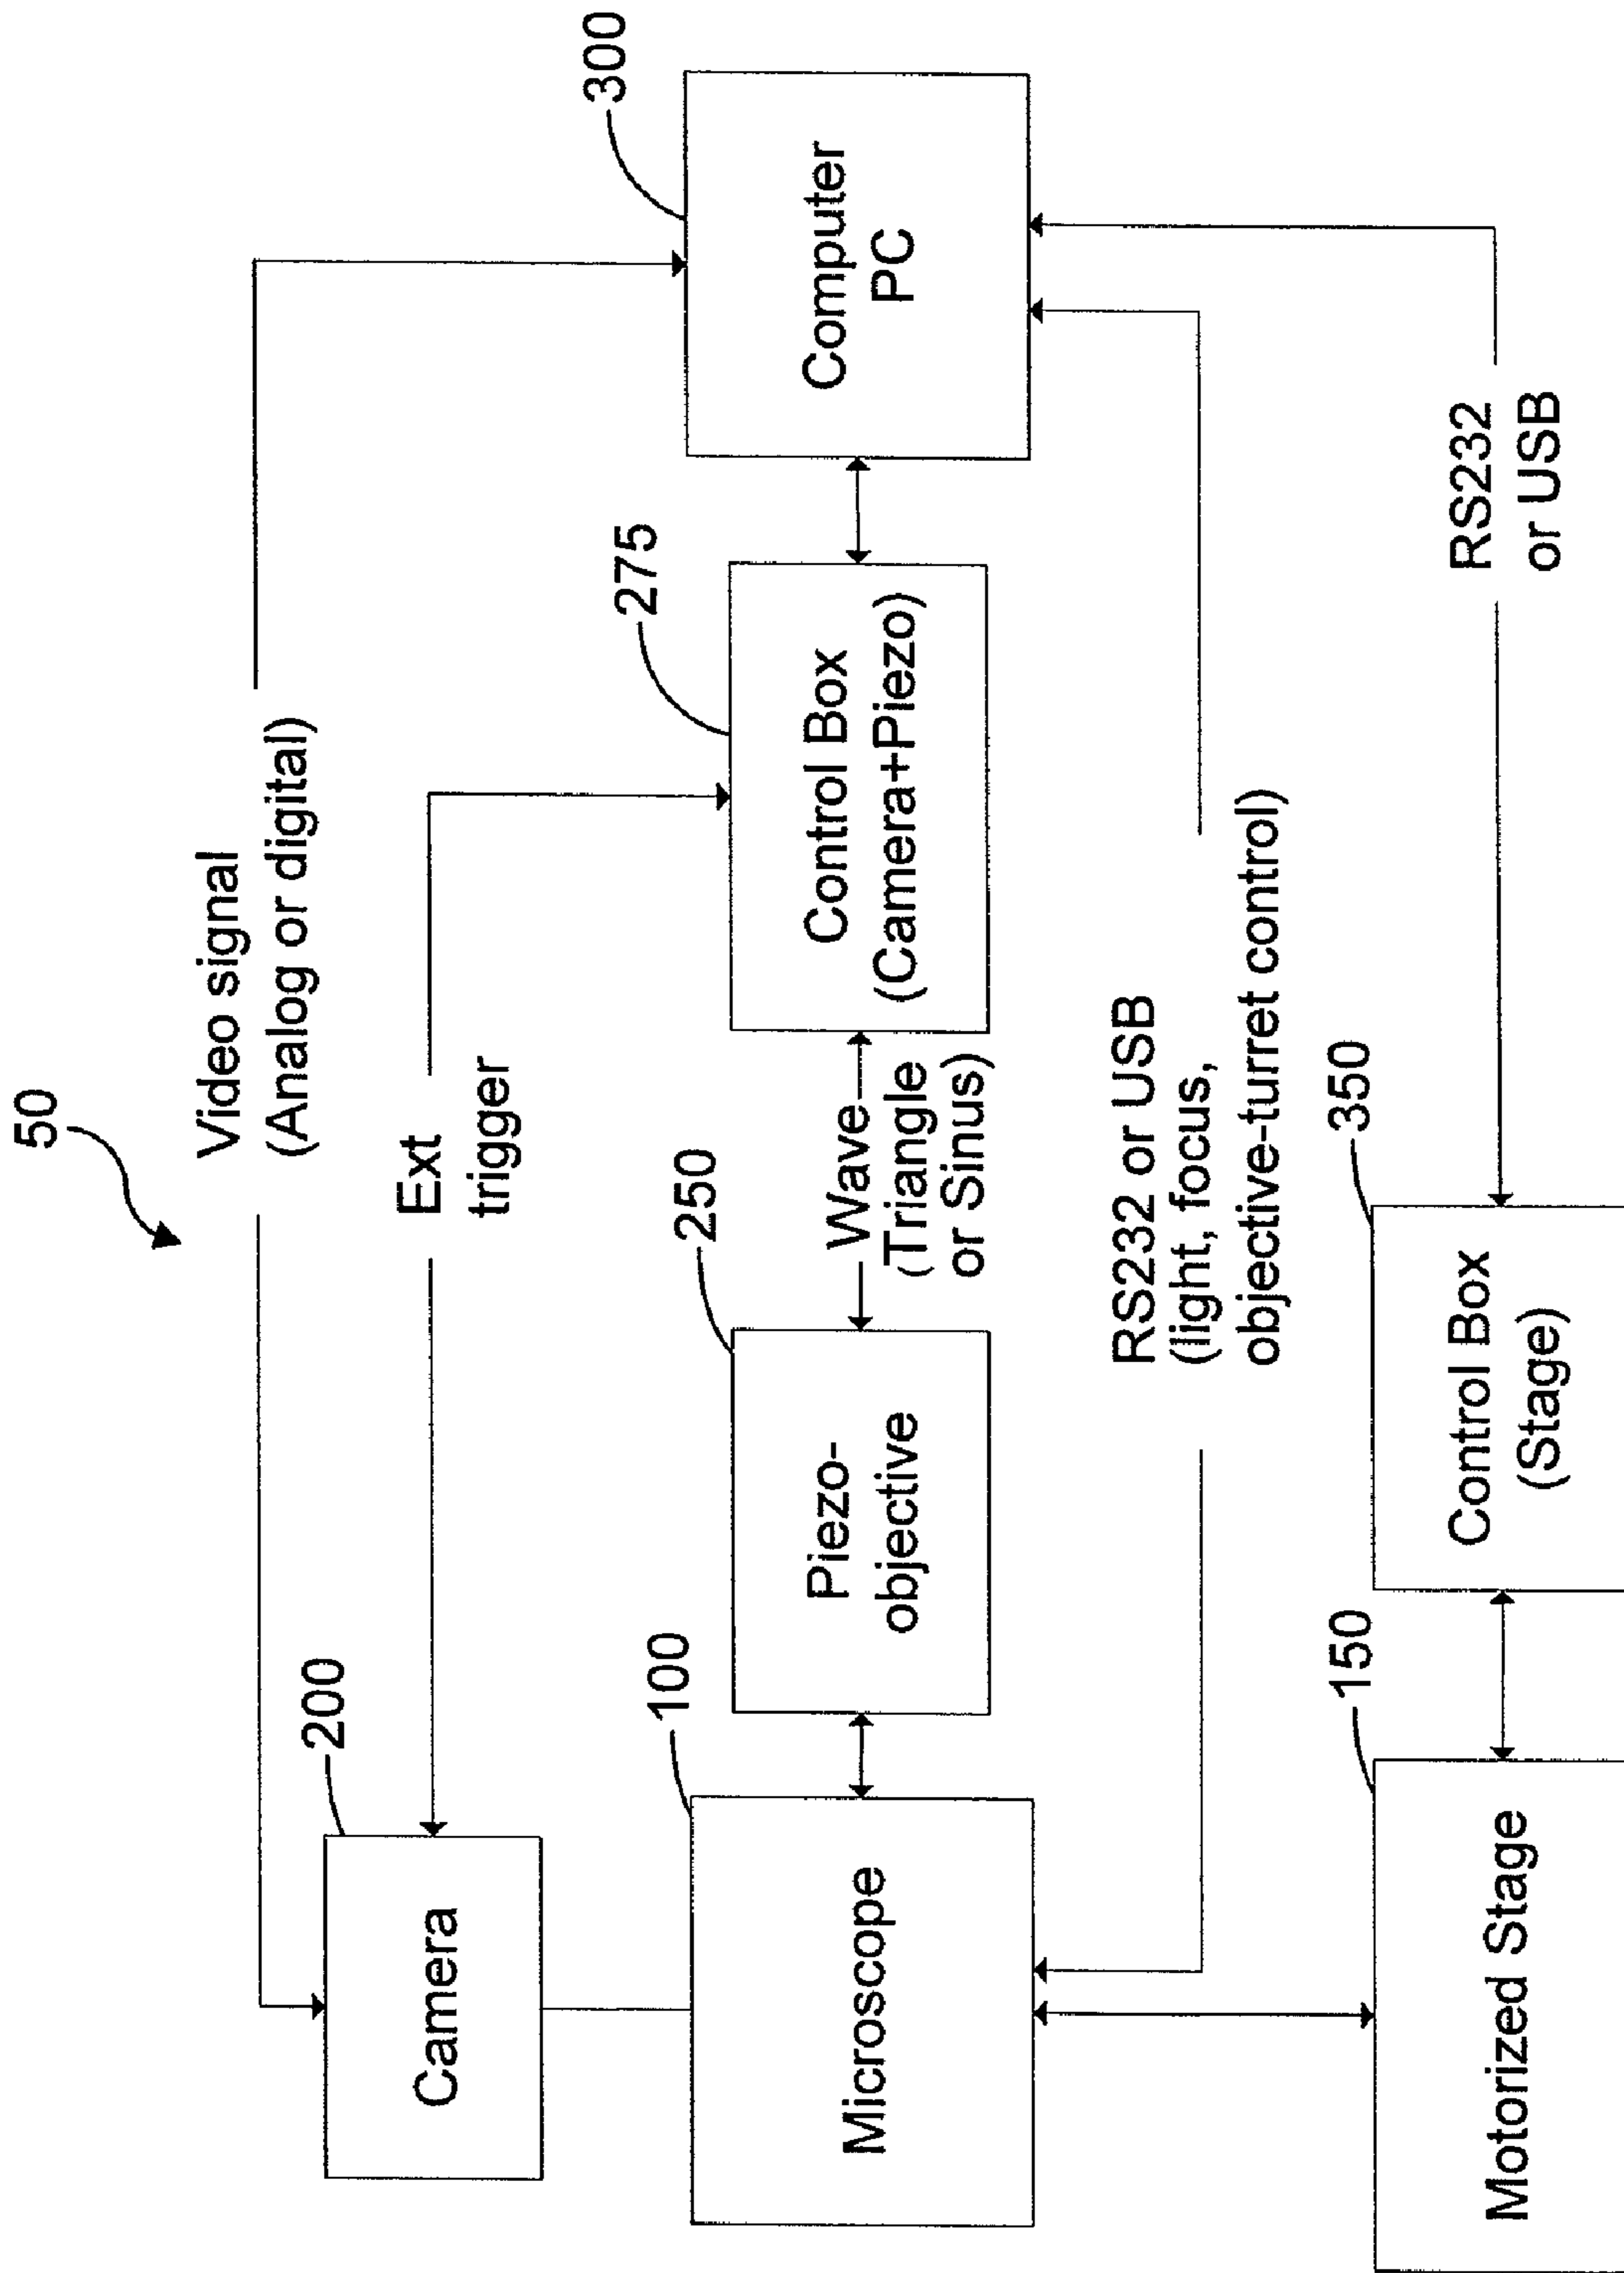 50
Video signal
(Analog or digital)
Ext
trigger
200
Camera
100
Microscope
250
Piezo-
objective
Wave
(Triangle
or Sinus)
275
Control Box
(Camera+Piezo)
300
Computer
PC
RS232 or USB
(light, focus,
objective-turret control)
150
Motorized Stage
350
Control Box
(Stage)
RS232
or USB